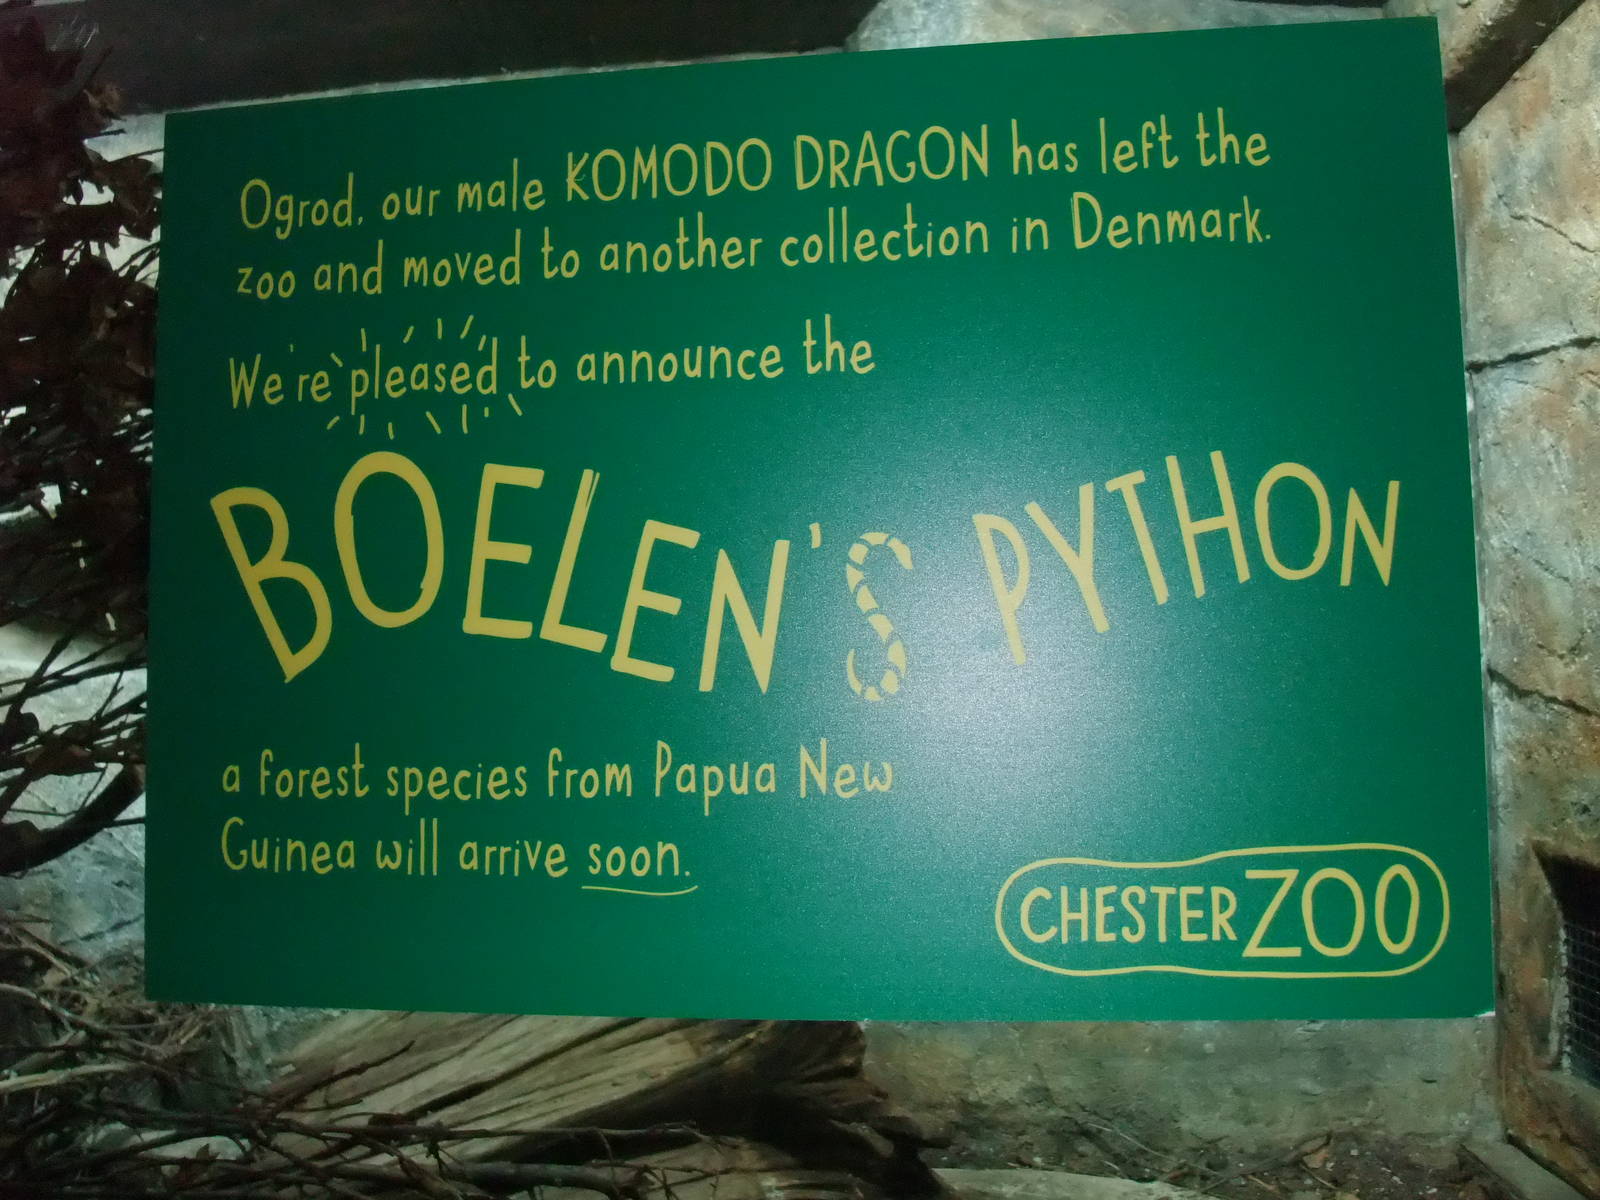 Ogrod, our male KOMODO DRAGON has left the
zoo and moved to another collection in Denmark.
We're pleased to announce the
BOELEN'S PYTHON
a forest species from Papua New
Guinea will arrive soon.
CHESTER ZOO